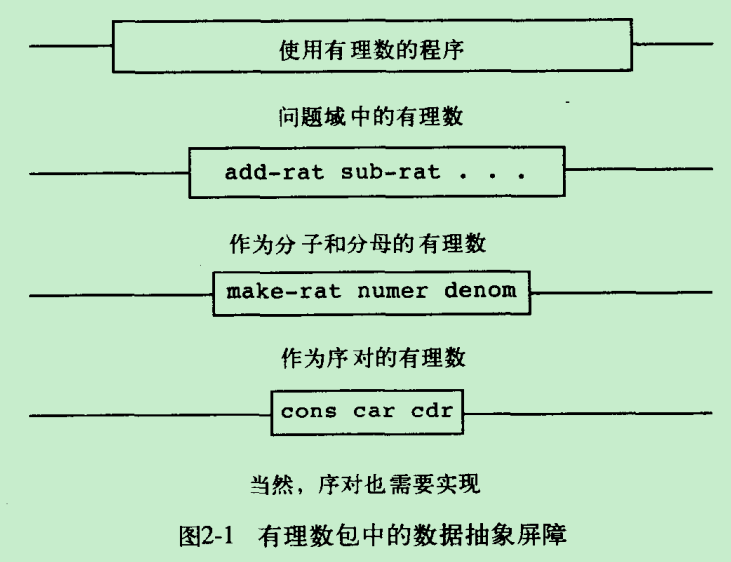 使用有理数的程序
问题域中的有理数
add-rat sub-rat . . .
作为分子和分母的有理数
make-rat numer denom
作为序对的有理数
cons car cdr
当然，序对也需要实现
图2-1 有理数包中的数据抽象屏障